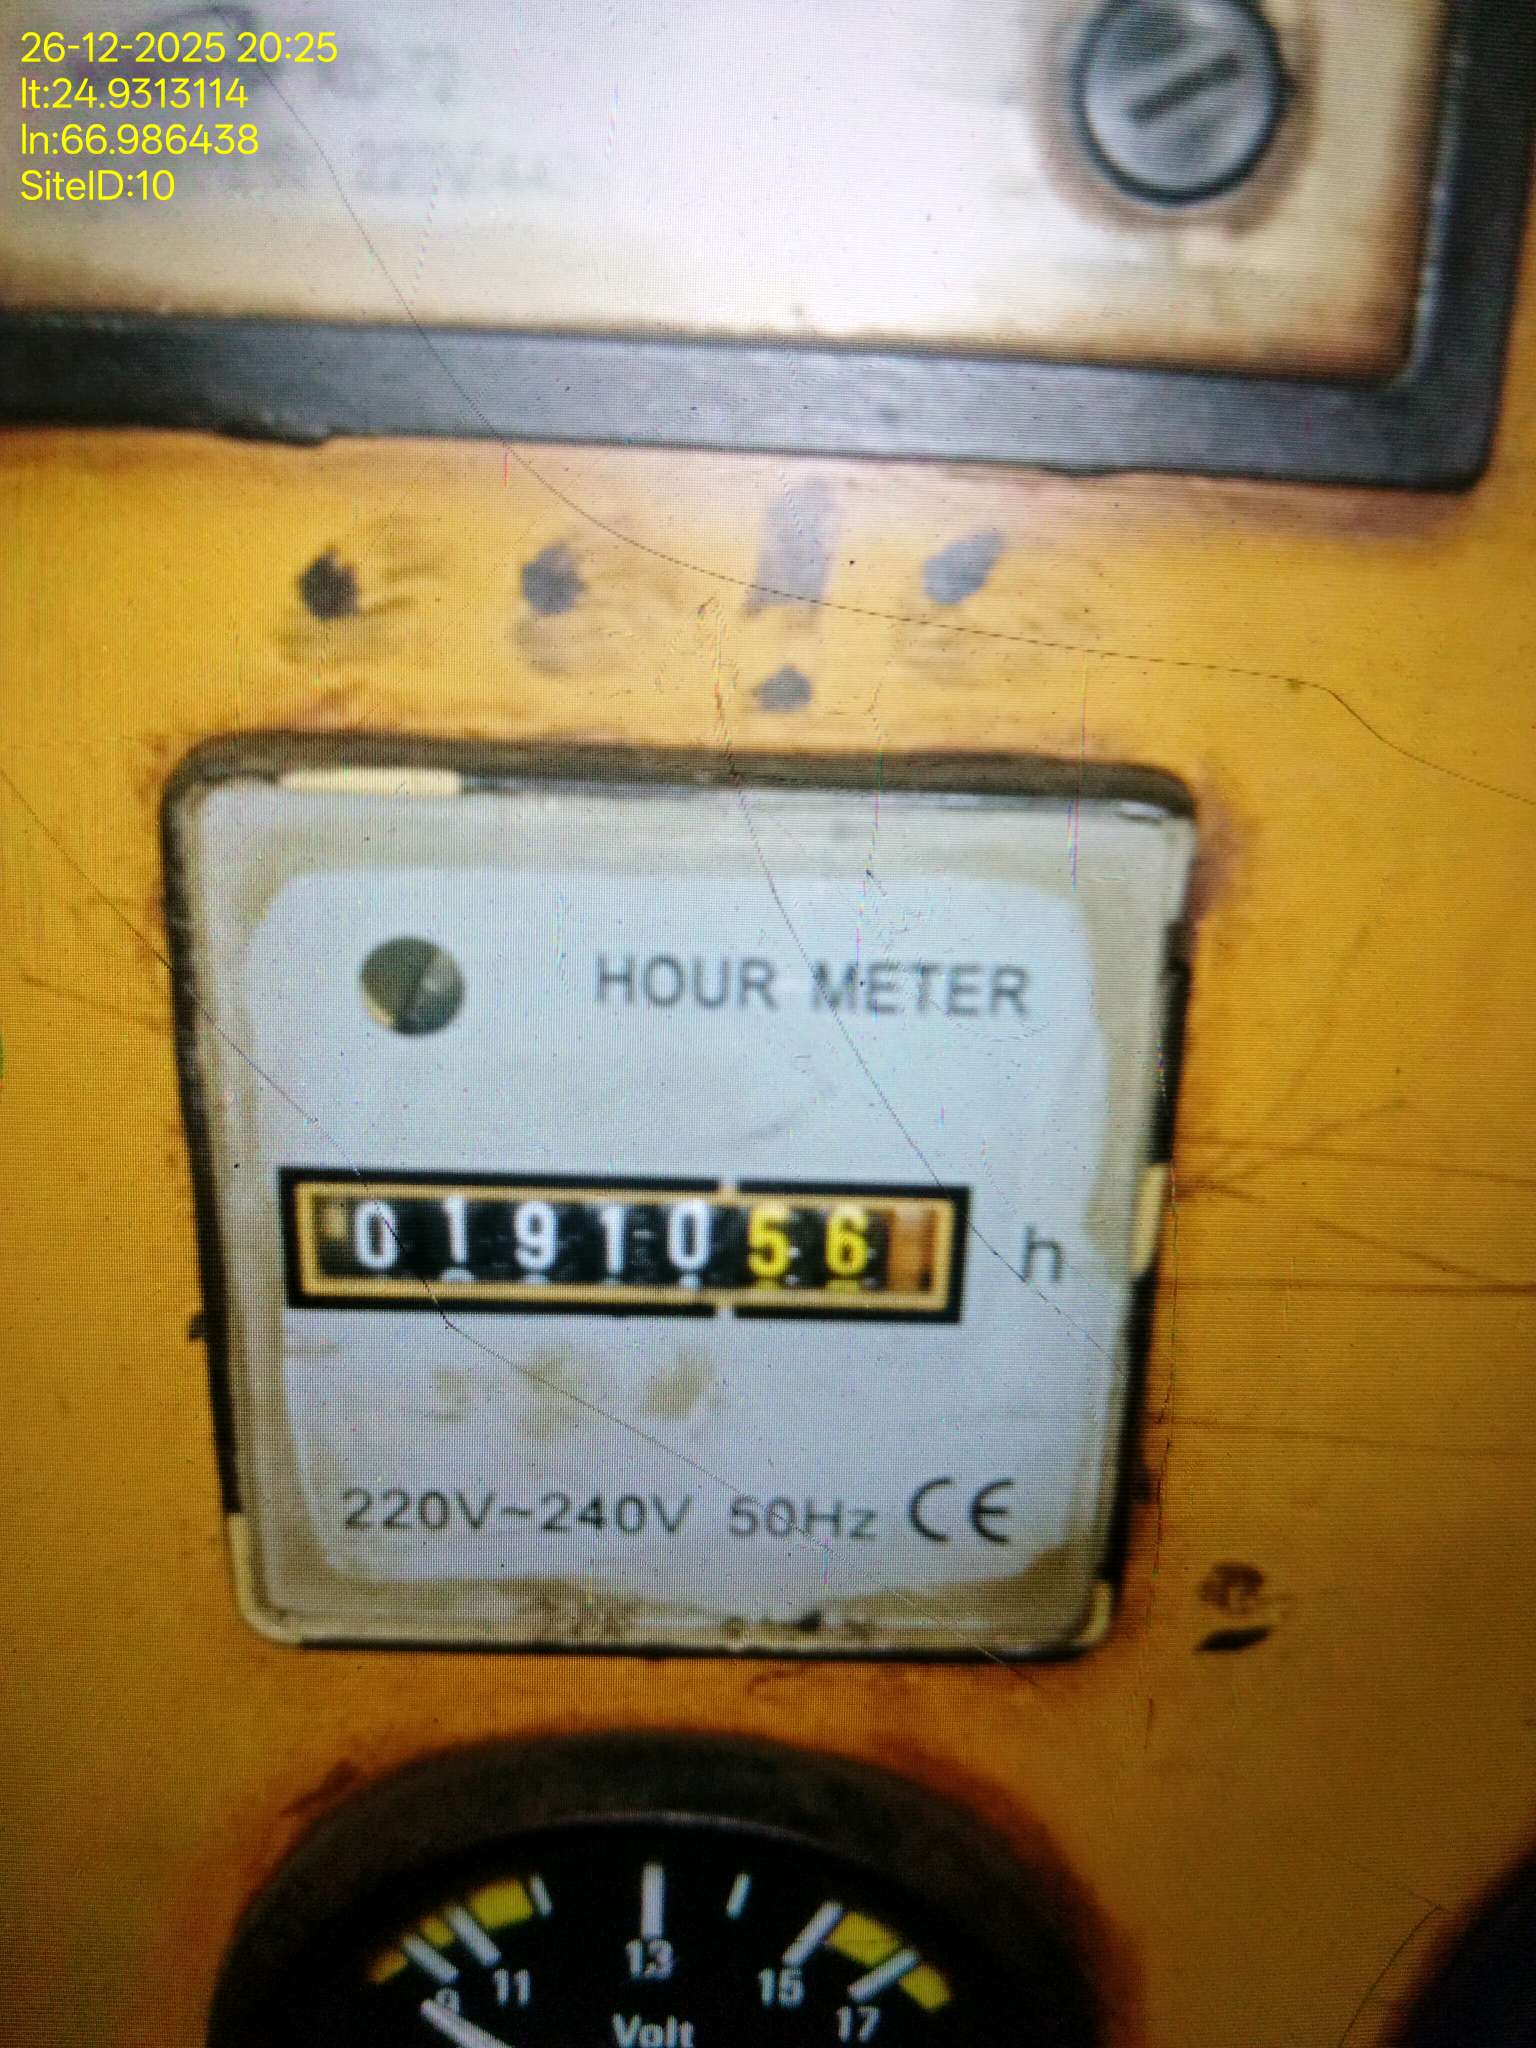 26-12-2025 20:25
lt:24.9313114
ln:66.986438
SiteID:10
HOUR METER
0191056 h
220V~240V 50Hz CE
9 11 13 15 17
Volt